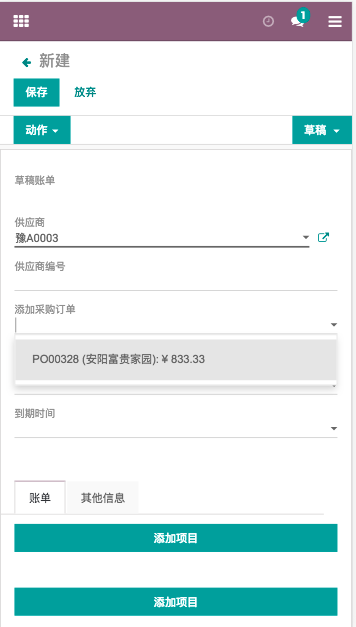 1
新建
保存 放弃
动作 草稿
草稿账单
供应商
豫A0003
供应商编号
添加采购订单
PO00328 (安阳富贵家园): ¥ 833.33
到期时间
账单 其他信息
添加项目
添加项目